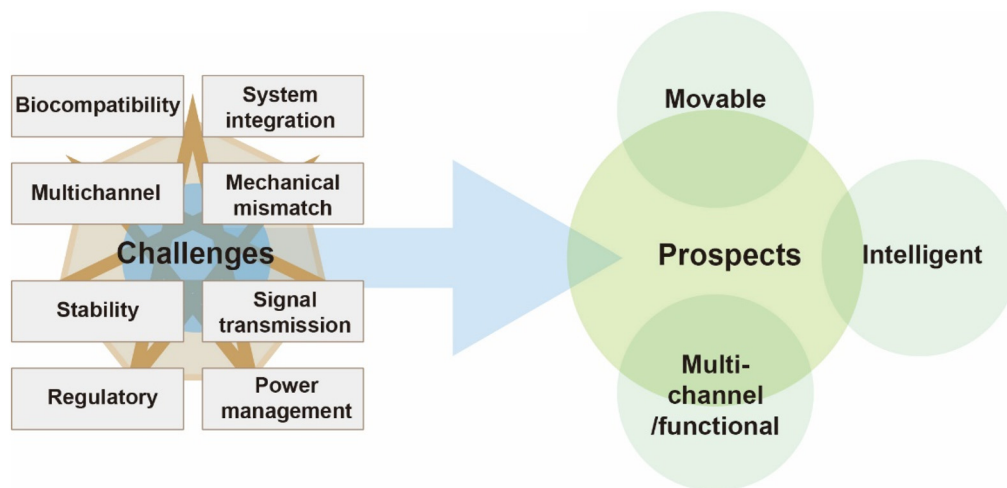 Biocompatibility
System
integration
Multichannel
Mechanical
mismatch
Challenges
Stability
Signal
transmission
Regulatory
Power
management
Movable
Prospects
Intelligent
Multi-
channel
/functional